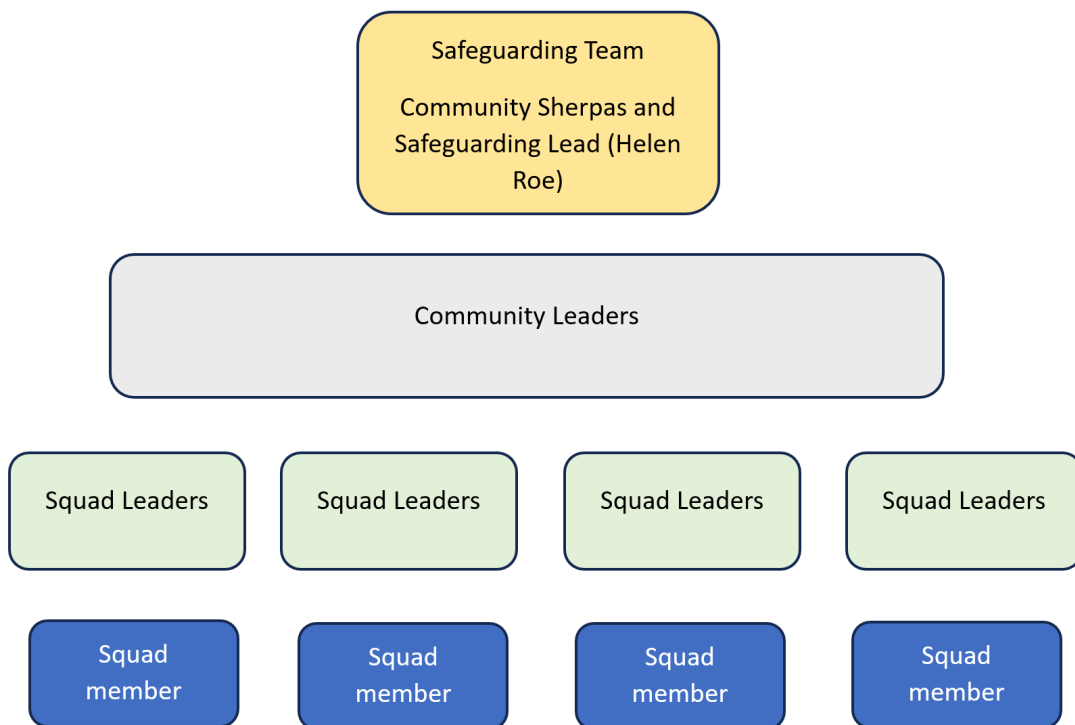 Safeguarding Team
Community Sherpas and
Safeguarding Lead (Helen
Roe)
Community Leaders
Squad Leaders
Squad Leaders
Squad Leaders
Squad Leaders
Squad
member
Squad
member
Squad
member
Squad
member